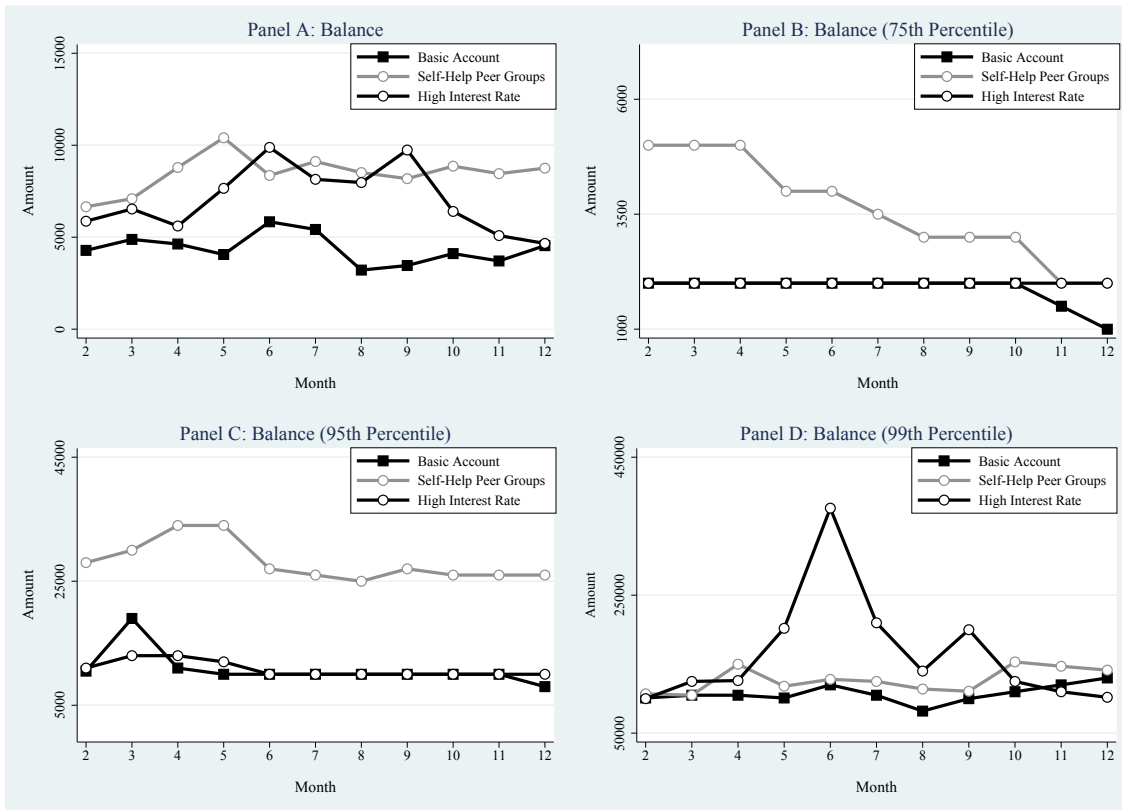 Panel A: Balance
Basic Account
Self-Help Peer Groups
High Interest Rate
Amount
15000
10000
5000
0
2 3 4 5 6 7 8 9 10 11 12
Month
Panel B: Balance (75th Percentile)
Basic Account
Self-Help Peer Groups
High Interest Rate
Amount
6000
3500
1000
2 3 4 5 6 7 8 9 10 11 12
Month
Panel C: Balance (95th Percentile)
Basic Account
Self-Help Peer Groups
High Interest Rate
Amount
45000
25000
5000
2 3 4 5 6 7 8 9 10 11 12
Month
Panel D: Balance (99th Percentile)
Basic Account
Self-Help Peer Groups
High Interest Rate
Amount
450000
250000
50000
2 3 4 5 6 7 8 9 10 11 12
Month